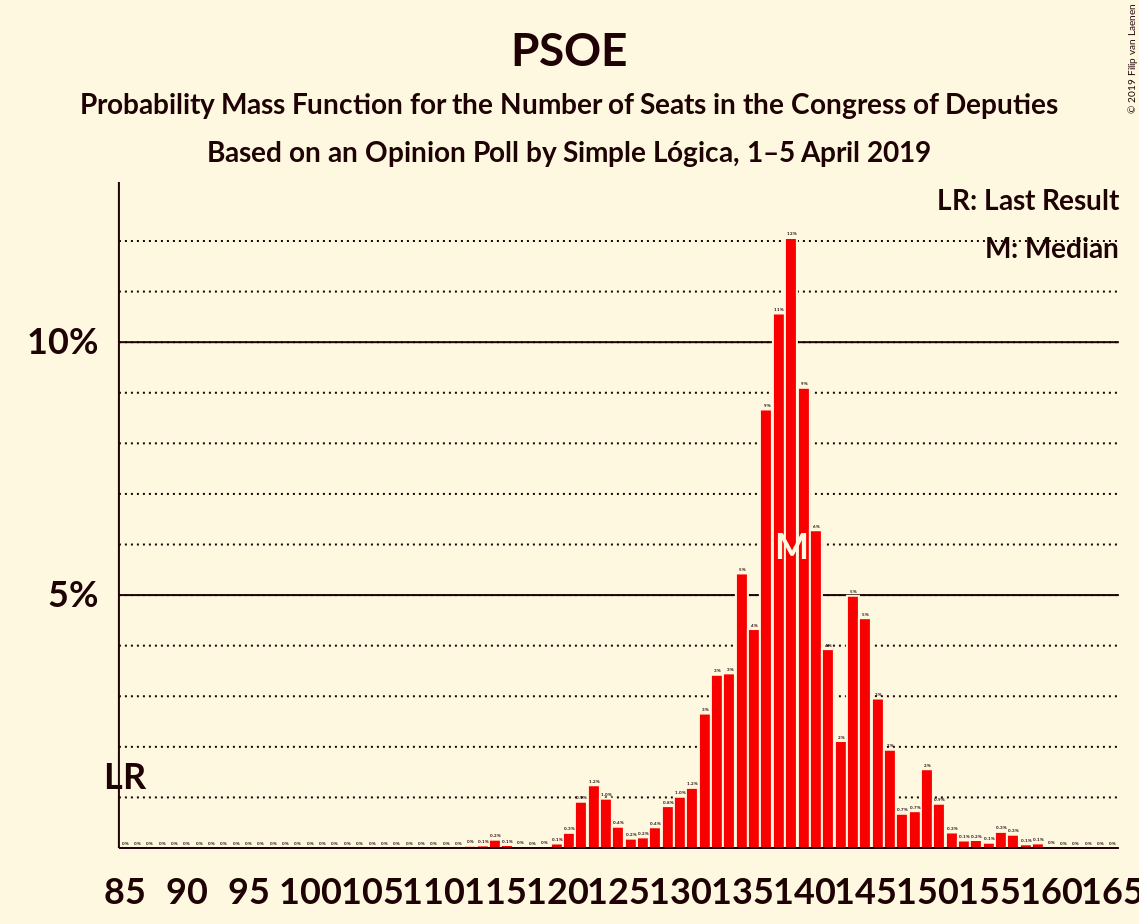 PSOE
Probability Mass Function for the Number of Seats in the Congress of Deputies
Based on an Opinion Poll by Simple Lógica, 1–5 April 2019
© 2019 Filip van Laenen
LR: Last Result
M: Median
10%
5%
LR
M
85 90 95 100 105 110 115 120 125 130 135 140 145 150 155 160 165